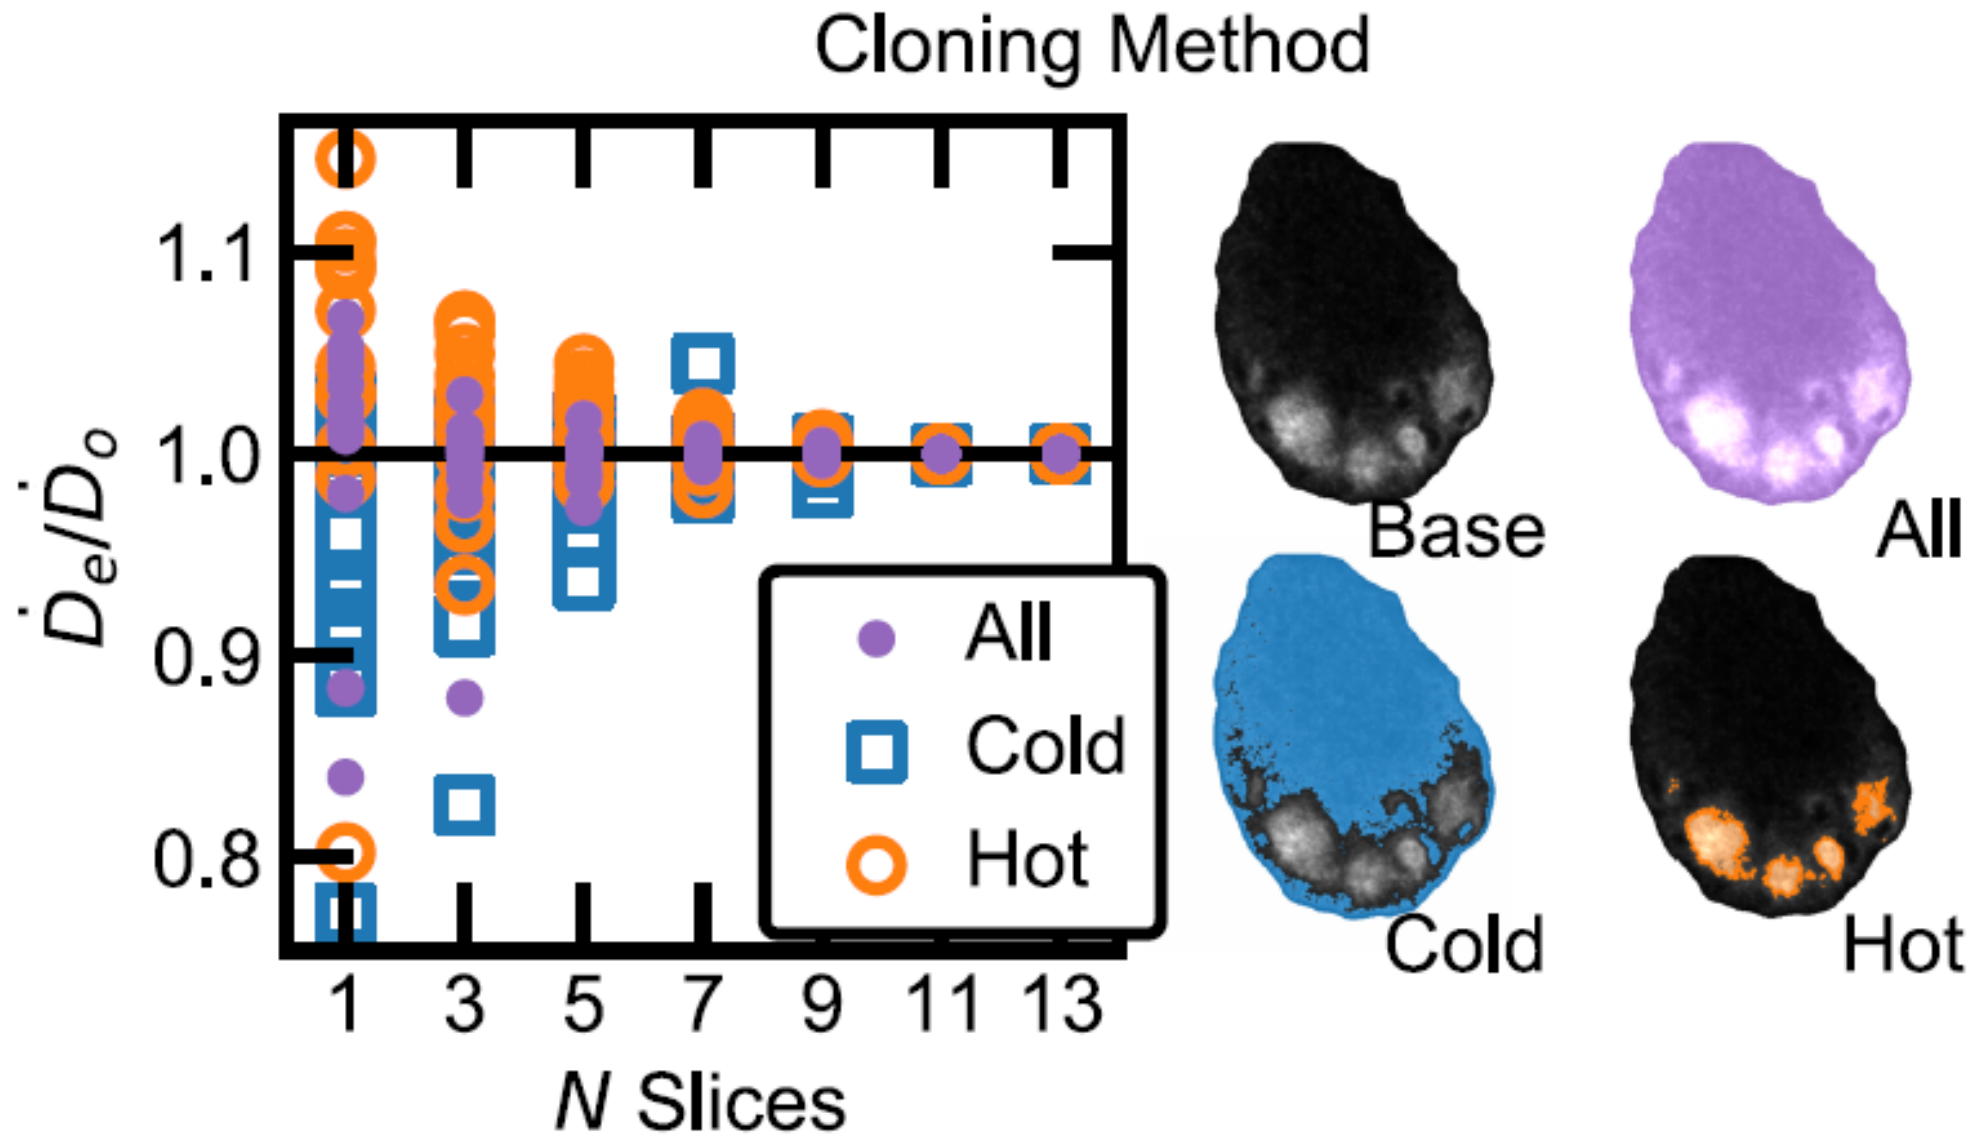 Cloning Method
1.1
1.0
0.9
0.8
Ḋe/Ḋo
1 3 5 7 9 11 13
N Slices
All
Cold
Hot
Base
All
Cold
Hot